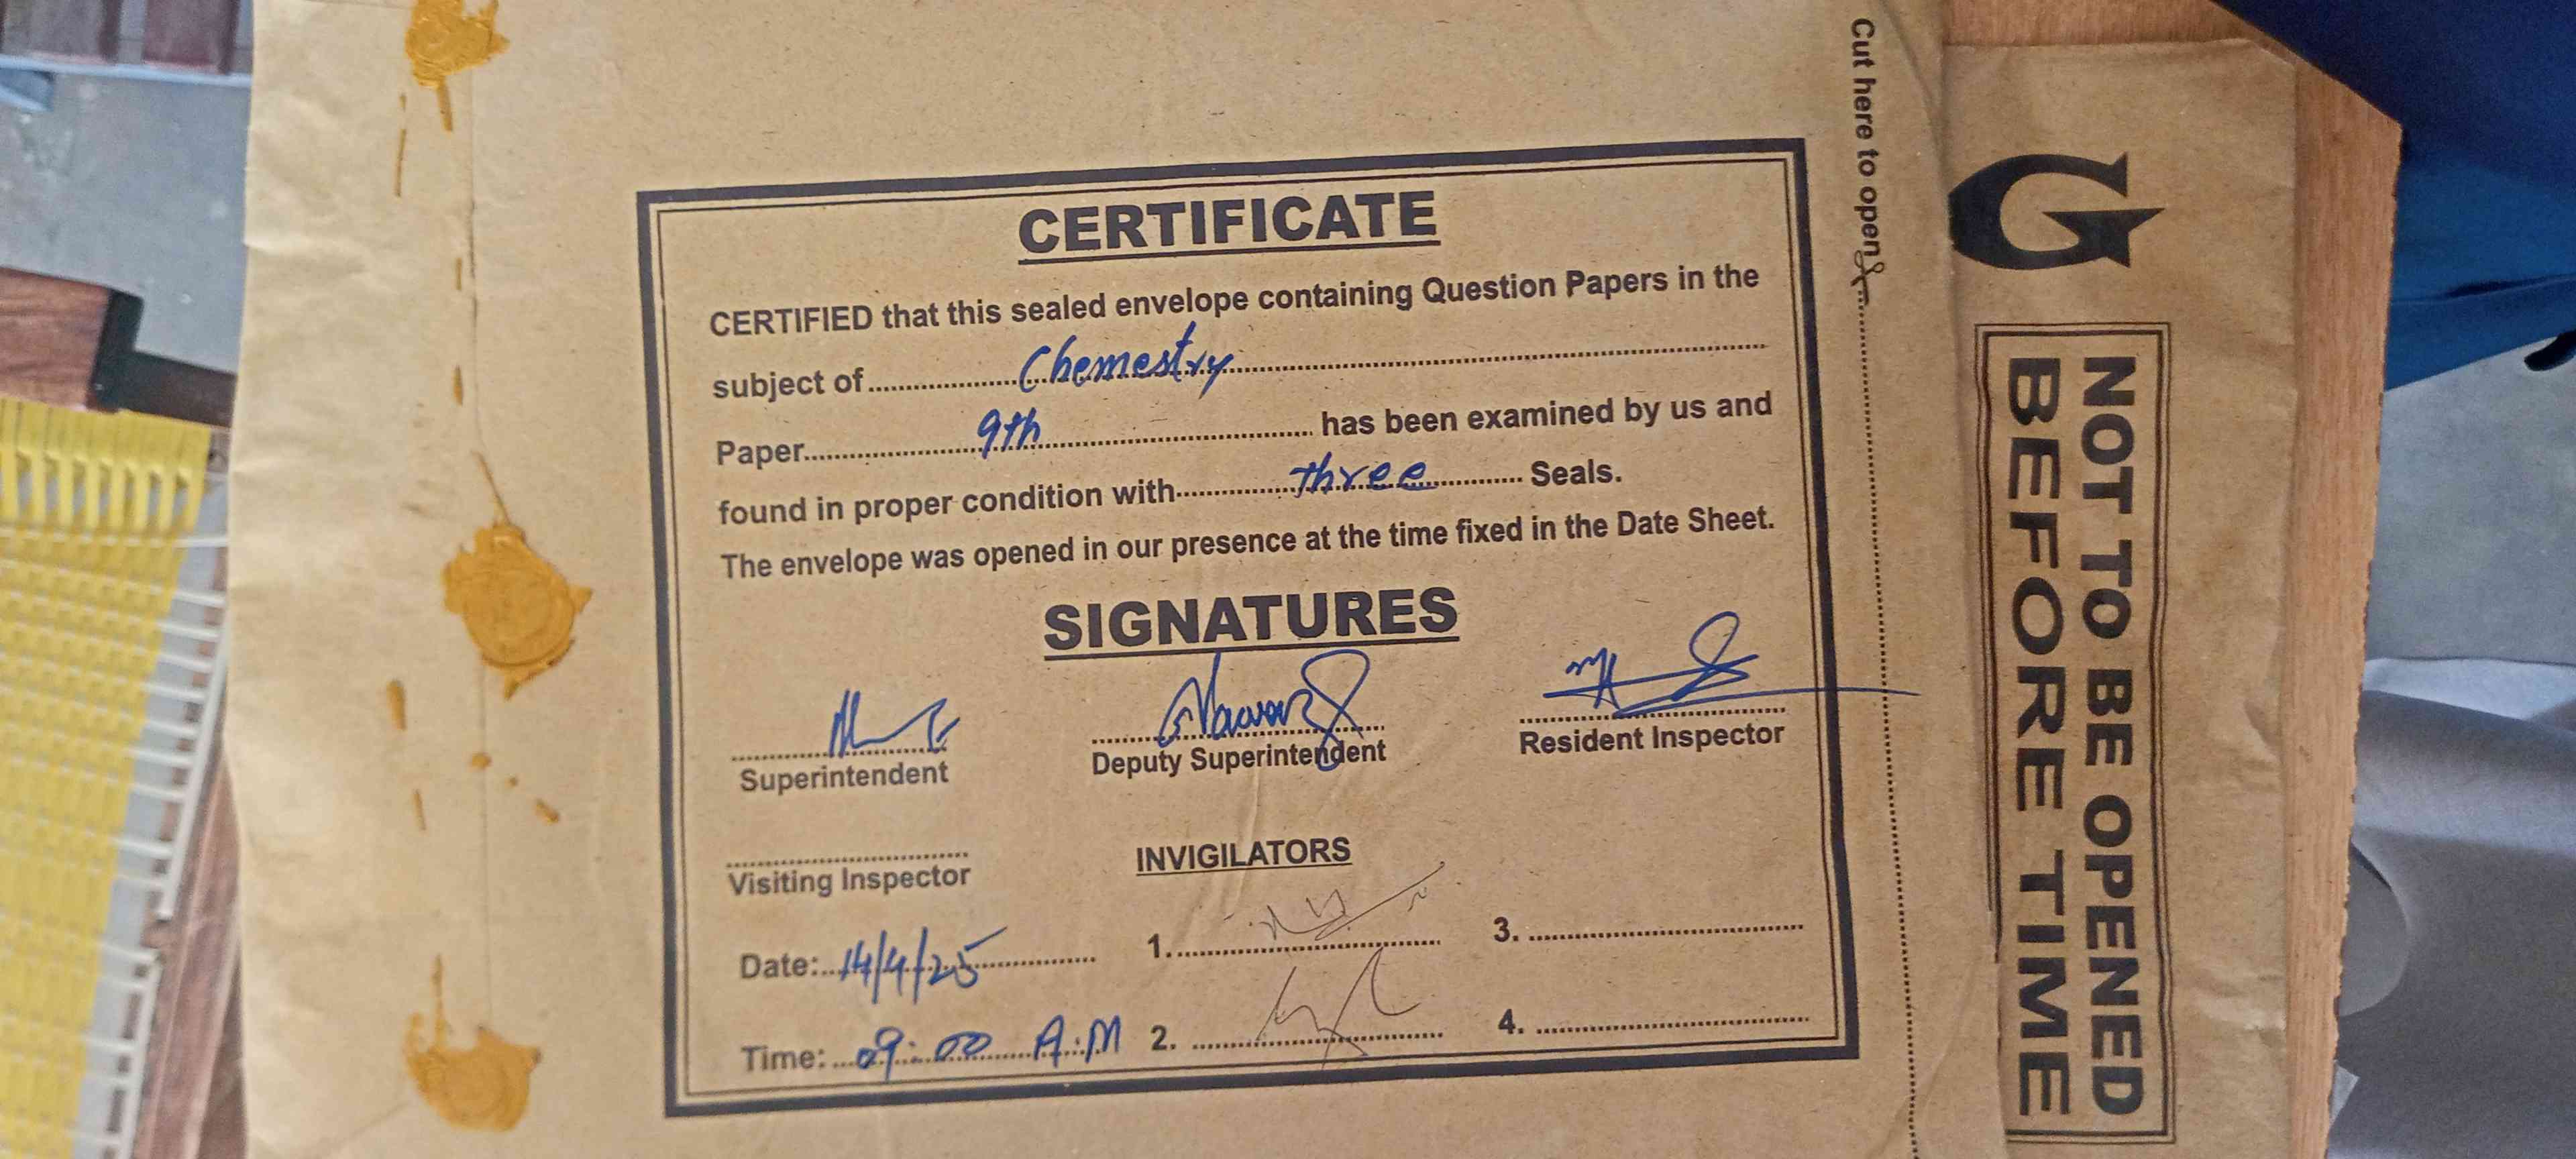 CERTIFICATE
CERTIFIED that this sealed envelope containing Question Papers in the
subject of Chemestry
Paper 9th has been examined by us and
found in proper condition with three Seals.
The envelope was opened in our presence at the time fixed in the Date Sheet.
SIGNATURES
Superintendent
Deputy Superintendent
Resident Inspector
Visiting Inspector
INVIGILATORS
Date: 14/4/25
1.
3.
Time: 09:00 A.M
2.
4.
Cut here to open
NOT TO BE OPENED
BEFORE TIME